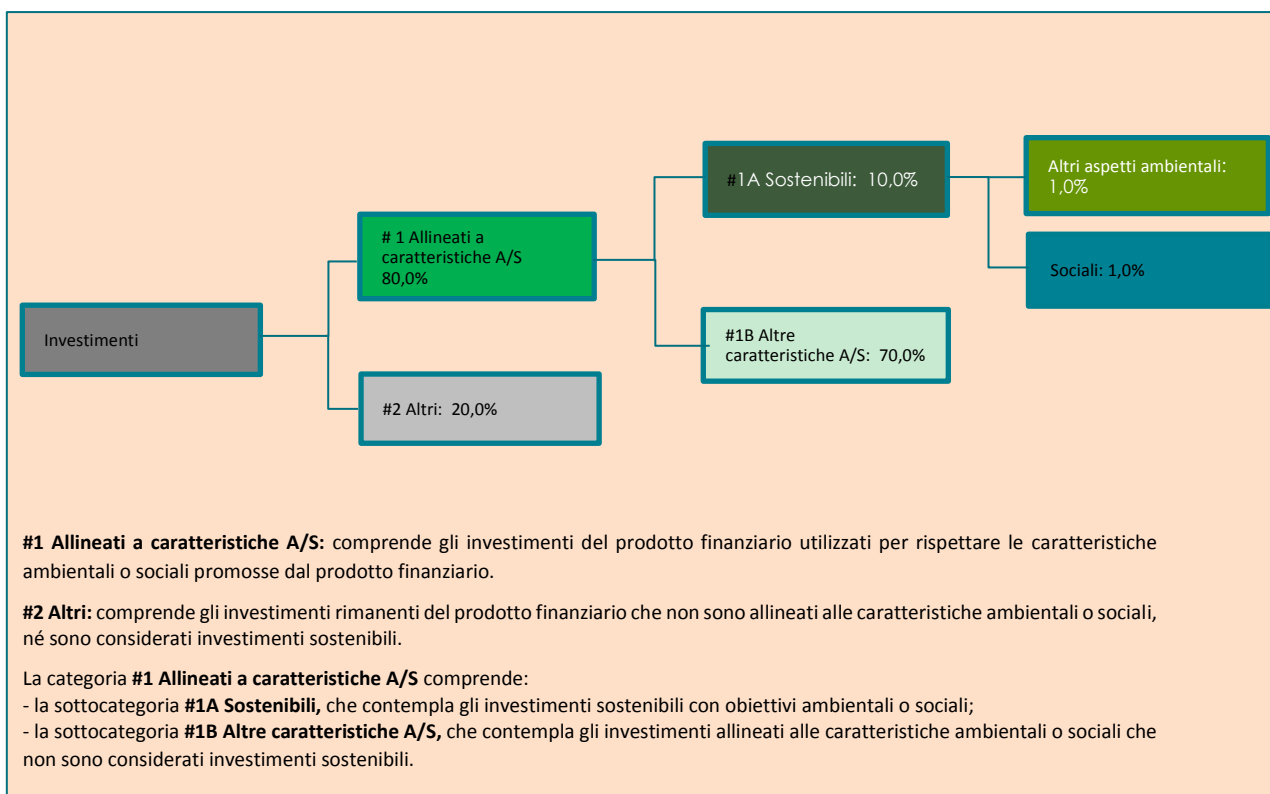 #1A Sostenibili: 10,0%
Altri aspetti ambientali:
1,0%
# 1 Allineati a
caratteristiche A/S
80,0%
Sociali: 1,0%
Investimenti
#1B Altre
caratteristiche A/S: 70,0%
#2 Altri: 20,0%
#1 Allineati a caratteristiche A/S: comprende gli investimenti del prodotto finanziario utilizzati per rispettare le caratteristiche
ambientali o sociali promosse dal prodotto finanziario.
#2 Altri: comprende gli investimenti rimanenti del prodotto finanziario che non sono allineati alle caratteristiche ambientali o sociali,
né sono considerati investimenti sostenibili.
La categoria #1 Allineati a caratteristiche A/S comprende:
- la sottocategoria #1A Sostenibili, che contempla gli investimenti sostenibili con obiettivi ambientali o sociali;
- la sottocategoria #1B Altre caratteristiche A/S, che contempla gli investimenti allineati alle caratteristiche ambientali o sociali che
non sono considerati investimenti sostenibili.